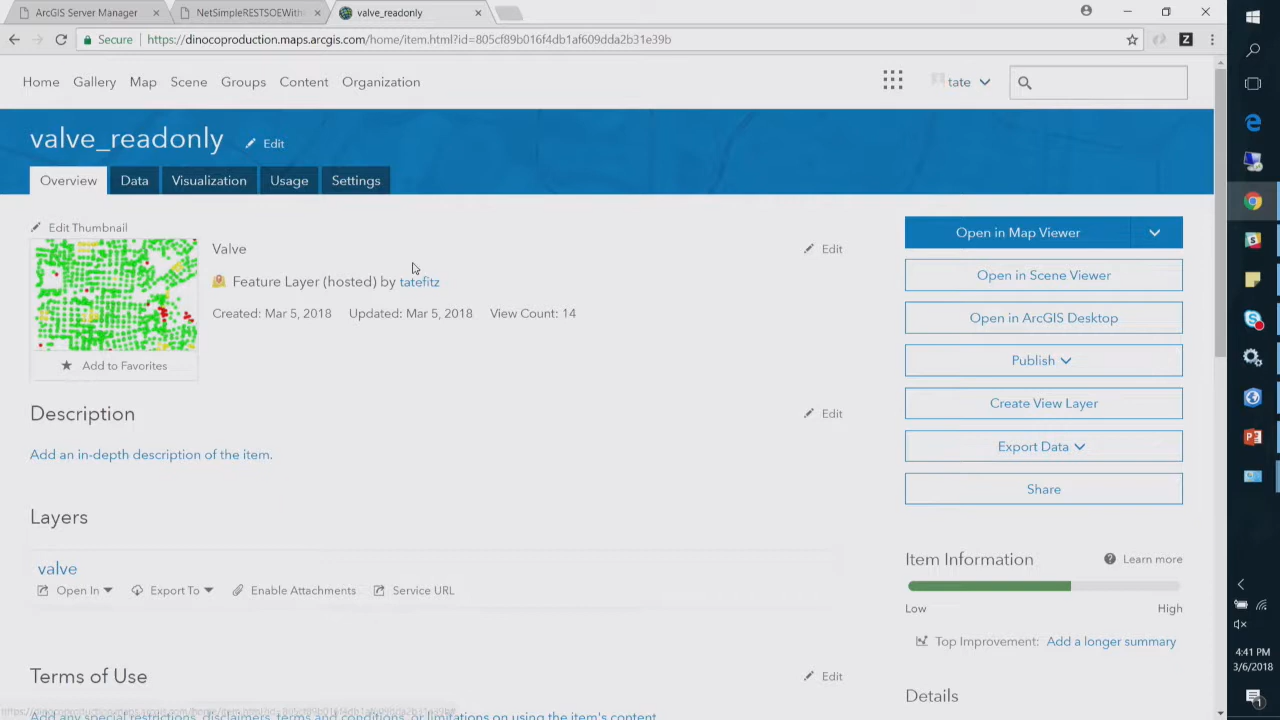 ArcGIS Server Manager
NetSimpleRESTSOEWith
valve_readonly
Secure
https://dinocoproduction.maps.arcgis.com/home/item.html?id=805cf89b016f4db1af609dda2b31e39b
Z
Home Gallery Map Scene Groups Content Organization
tate
valve_readonly
Edit
Overview Data Visualization Usage Settings
Edit Thumbnail
Valve
Edit
Feature Layer (hosted) by tatefitz
Created: Mar 5, 2018 Updated: Mar 5, 2018 View Count: 14
Add to Favorites
Open in Map Viewer
Open in Scene Viewer
Open in ArcGIS Desktop
Publish
Create View Layer
Export Data
Share
Description
Edit
Add an in-depth description of the item.
Layers
valve
Open In Export To Enable Attachments Service URL
Item Information
Learn more
Low High
Top Improvement: Add a longer summary
Terms of Use
Edit
Details
Add any special restrictions, disclaimers, terms and conditions, or limitations on using the item's content
4:41 PM
3/6/2018
1